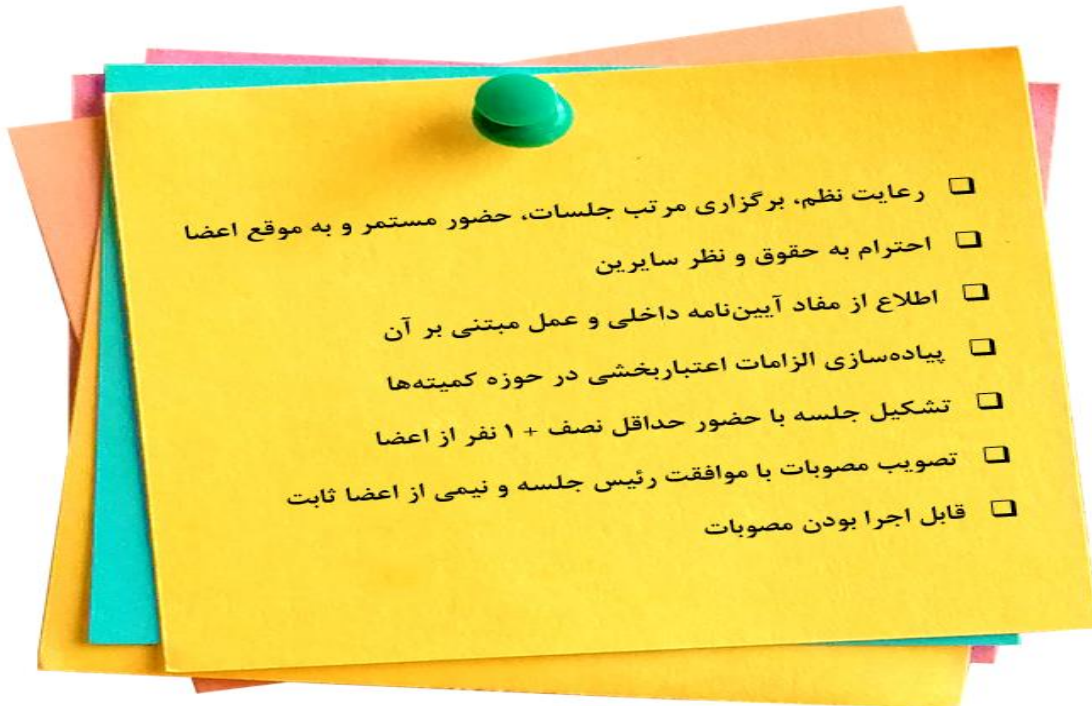 ❑ رعایت نظم، برگزاری مرتب جلسات، حضور مستمر و به موقع اعضا
❑ احترام به حقوق و نظر سایرین
❑ اطلاع از مفاد آیین‌نامه داخلی و عمل مبتنی بر آن
❑ پیاده‌سازی الزامات اعتباربخشی در حوزه کمیته‌ها
❑ تشکیل جلسه با حضور حداقل نصف + ۱ نفر از اعضا
❑ تصویب مصوبات با موافقت رئیس جلسه و نیمی از اعضا ثابت
❑ قابل اجرا بودن مصوبات